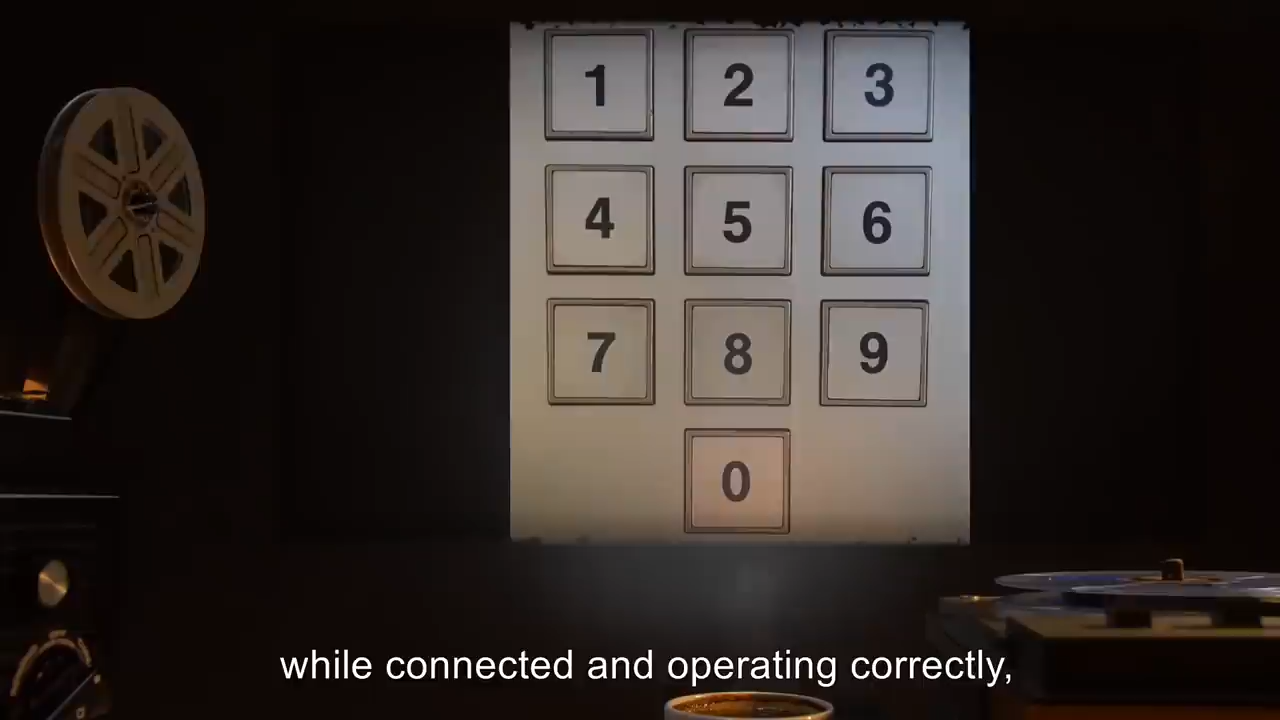 1 2 3
4 5 6
7 8 9
0
while connected and operating correctly,